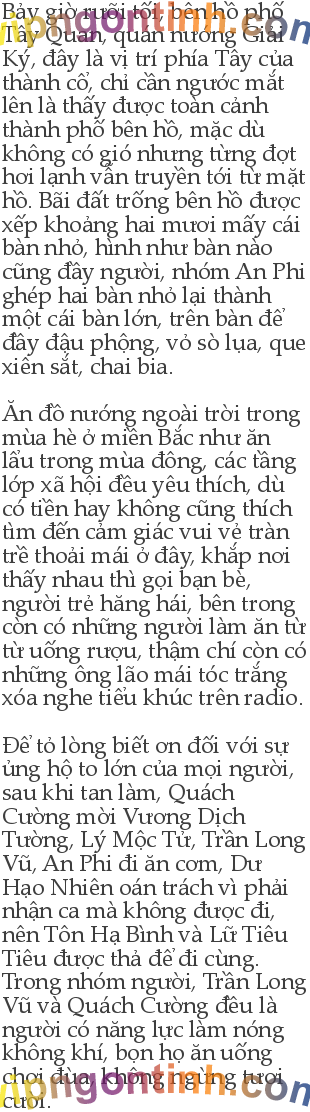 Bảy giờ rưỡi tối, bên hồ phố
Tây Quan, quán nướng Giải
Ký, đây là vị trí phía Tây của
thành cổ, chỉ cần ngước mắt
lên là thấy được toàn cảnh
thành phố bên hồ, mặc dù
không có gió nhưng từng đợt
hơi lạnh vẫn truyền tới từ mặt
hồ. Bãi đất trống bên hồ được
xếp khoảng hai mươi mấy cái
bàn nhỏ, hình như bàn nào
cũng đầy người, nhóm An Phi
ghép hai bàn nhỏ lại thành
một cái bàn lớn, trên bàn để
đầy đậu phộng, vỏ sò lụa, que
xiên sắt, chai bia.
Ăn đồ nướng ngoài trời trong
mùa hè ở miền Bắc như ăn
lẩu trong mùa đông, các tầng
lớp xã hội đều yêu thích, dù
có tiền hay không cũng thích
tìm đến cảm giác vui vẻ tràn
trề thoải mái ở đây, khắp nơi
thấy nhau thì gọi bạn bè,
người trẻ hăng hái, bên trong
còn có những người làm ăn từ
từ uống rượu, thậm chí còn có
những ông lão mái tóc trắng
xóa nghe tiểu khúc trên radio.
Để tỏ lòng biết ơn đối với sự
ủng hộ to lớn của mọi người,
sau khi tan làm, Quách
Cường mời Vương Dịch
Tường, Lý Mộc Tử, Trần Long
Vũ, An Phi đi ăn cơm, Dư
Hạo Nhiên oán trách vì phải
nhận ca mà không được đi,
nên Tôn Hạ Bình và Lữ Tiêu
Tiêu được thả để đi cùng.
Trong nhóm người, Trần Long
Vũ và Quách Cường đều là
người có năng lực làm nóng
không khí, bọn họ ăn uống
chơi đùa, không ngừng tươi
cười.